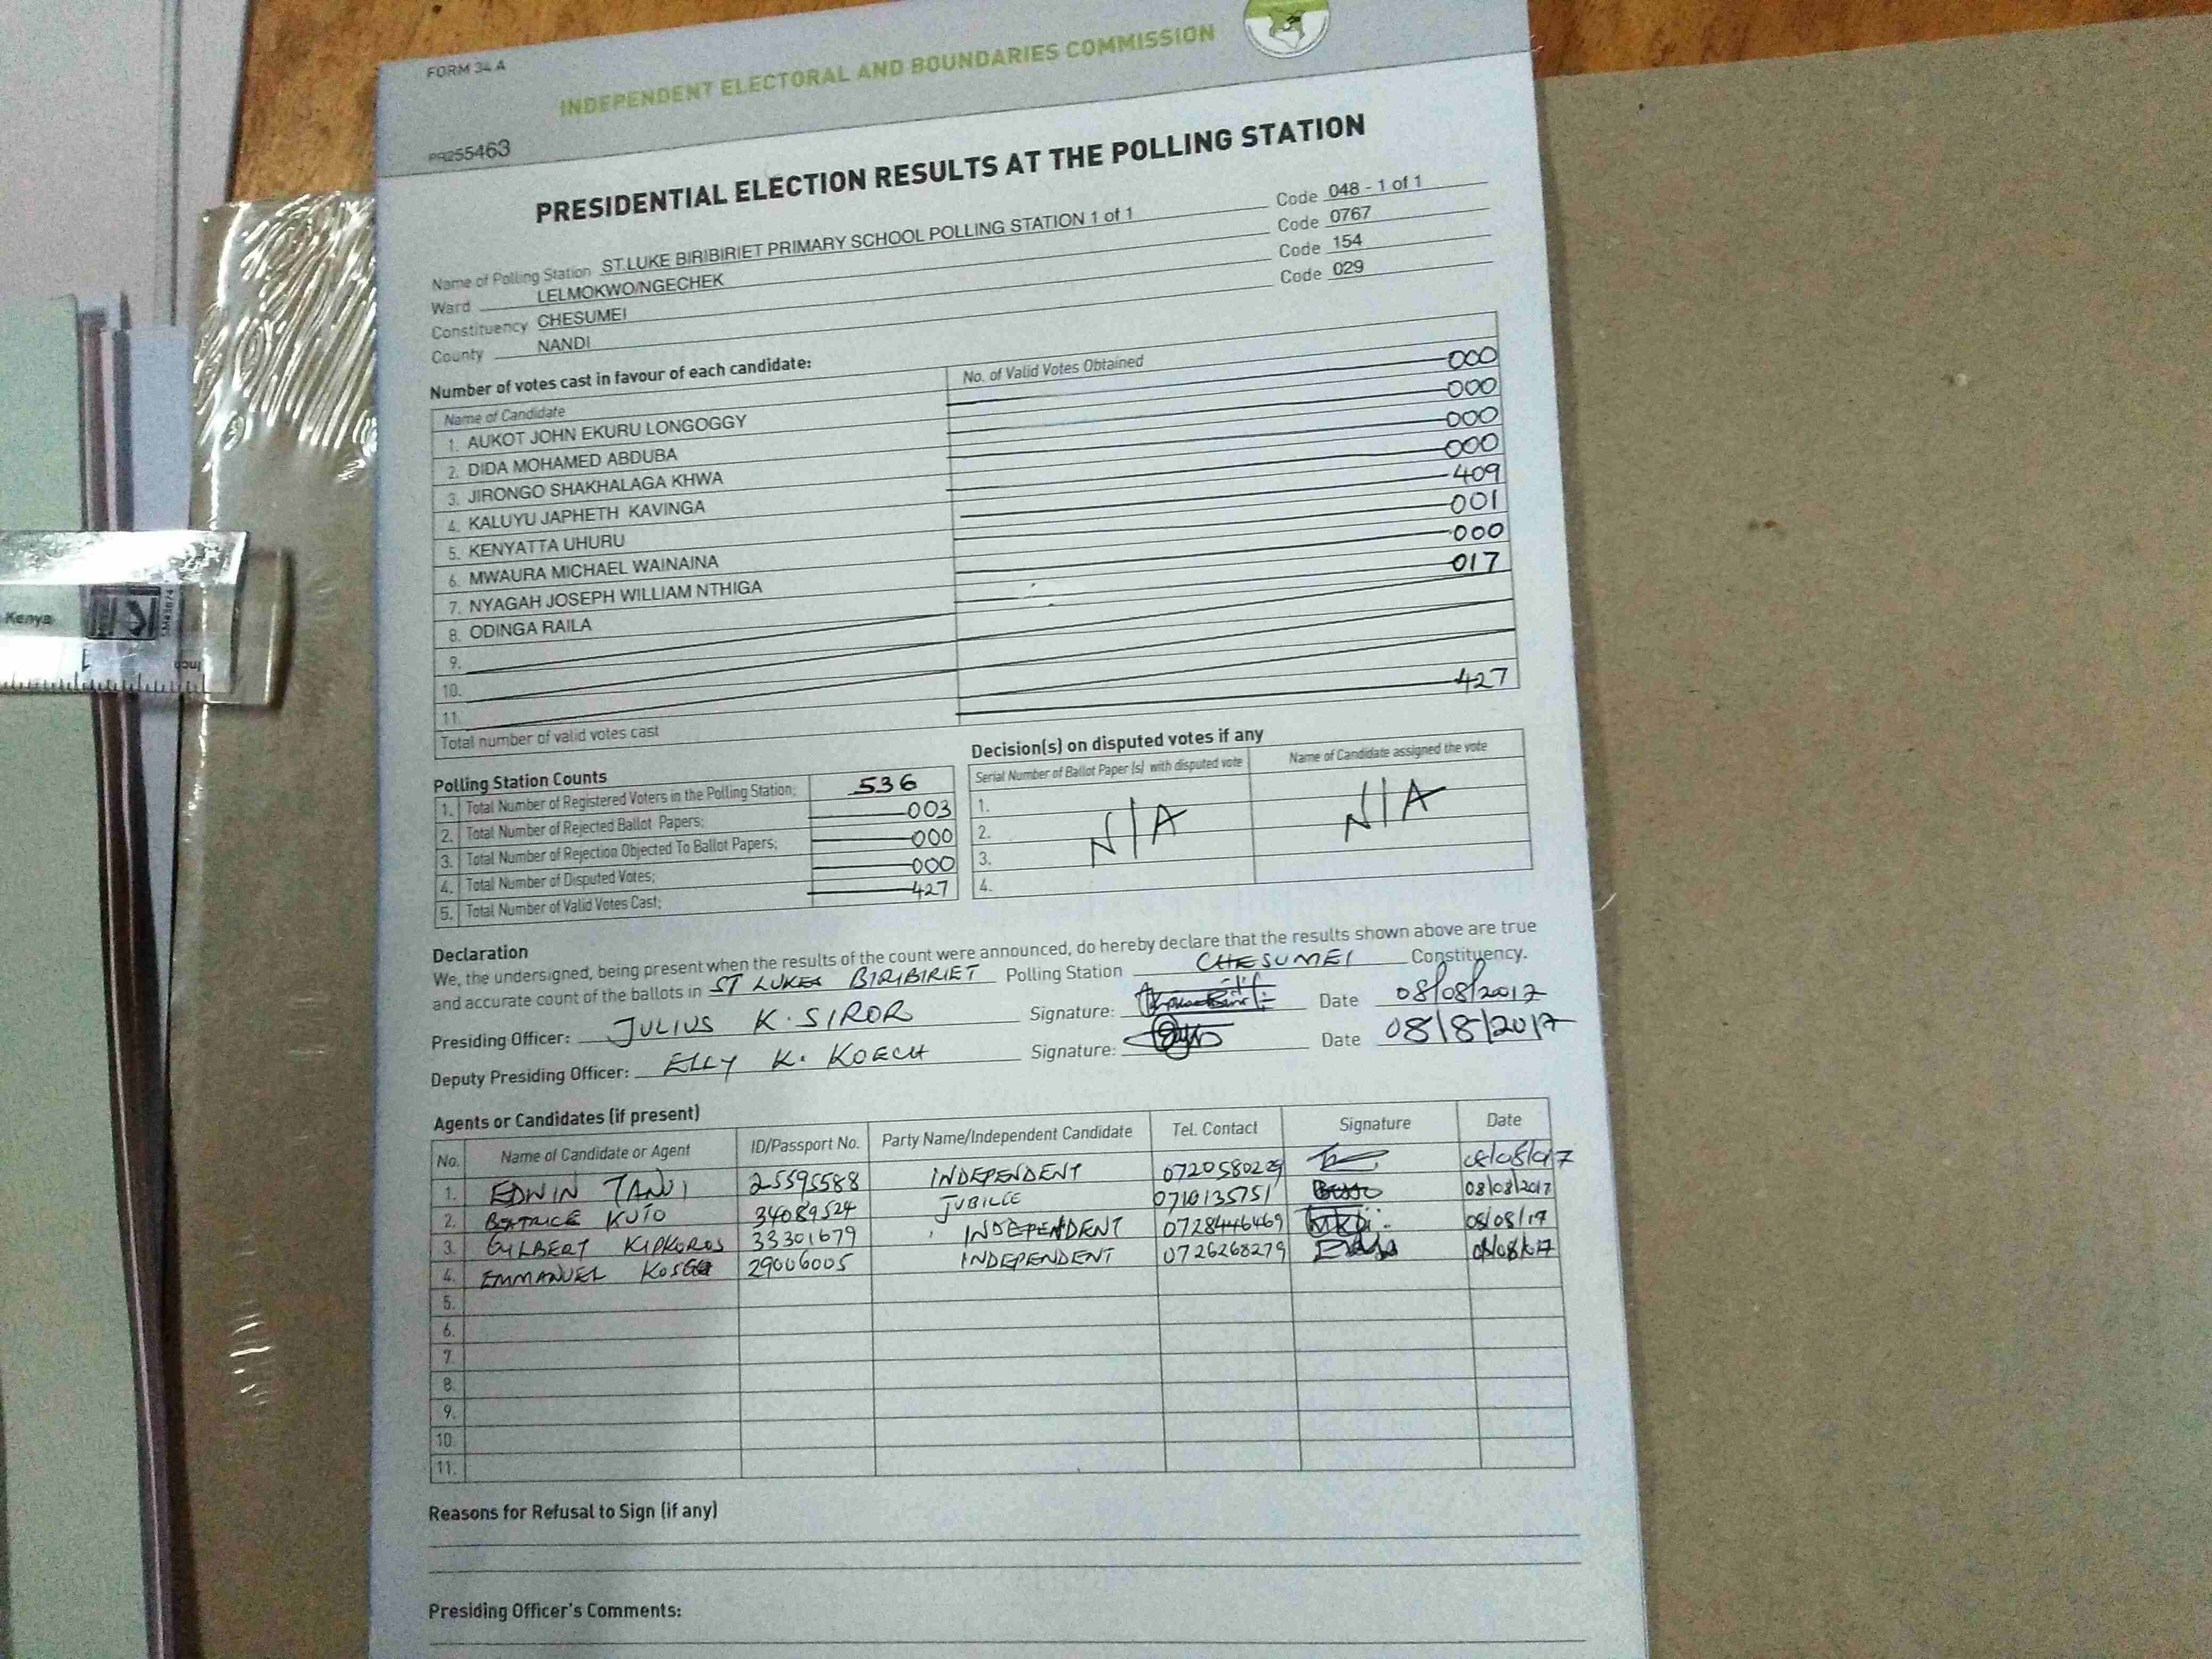 FORM 34 A
INDEPENDENT ELECTORAL AND BOUNDARIES COMMISSION
PR255463
PRESIDENTIAL ELECTION RESULTS AT THE POLLING STATION
Name of Polling Station ST.LUKE BIRIBIRIET PRIMARY SCHOOL POLLING STATION 1 of 1 Code 048 - 1 of 1
Ward LELMOKWO/NGECHEK Code 0767
Constituency CHESUMEI Code 154
County NANDI Code 029
Number of votes cast in favour of each candidate:
Name of Candidate No. of Valid Votes Obtained
1. AUKOT JOHN EKURU LONGOGGY 000
2. DIDA MOHAMED ABDUBA 000
3. JIRONGO SHAKHALAGA KHWA 000
4. KALUYU JAPHETH KAVINGA 000
5. KENYATTA UHURU 409
6. MWAURA MICHAEL WAINAINA 001
7. NYAGAH JOSEPH WILLIAM NTHIGA 000
8. ODINGA RAILA 017
9.
10.
11.
Total number of valid votes cast 427
Polling Station Counts
1. Total Number of Registered Voters in the Polling Station; 536
2. Total Number of Rejected Ballot Papers; 003
3. Total Number of Rejection Objected To Ballot Papers; 000
4. Total Number of Disputed Votes; 000
5. Total Number of Valid Votes Cast; 427
Decision(s) on disputed votes if any
Serial Number of Ballot Paper (s) with disputed vote Name of Candidate assigned the vote
1.
2. N/A N/A
3.
4.
Declaration
We, the undersigned, being present when the results of the count were announced, do hereby declare that the results shown above are true
and accurate count of the ballots in ST LUKES BIRIBIRIET Polling Station CHESUMEI Constituency.
Presiding Officer: JULIUS K. SIROR Signature: Date 08/08/2017
Deputy Presiding Officer: ELLY K. KOECH Signature: Date 08/8/2017
Agents or Candidates (if present)
No. Name of Candidate or Agent ID/Passport No. Party Name/Independent Candidate Tel. Contact Signature Date
1. EDWIN TANUI 25595588 INDEPENDENT 08/08/017
2. BEATRICE KUTO 34089524 JUBILEE 0710135751 08/08/2017
3. GILBERT KIPKOROS 33301679 INDEPENDENT 0728446469 08/08/17
4. EMMANUEL 29006005 INDEPENDENT 0726268279
5.
6.
7.
8.
9.
10.
11.
Reasons for Refusal to Sign (if any)
Presiding Officer's Comments:
Kenya
Inch
1